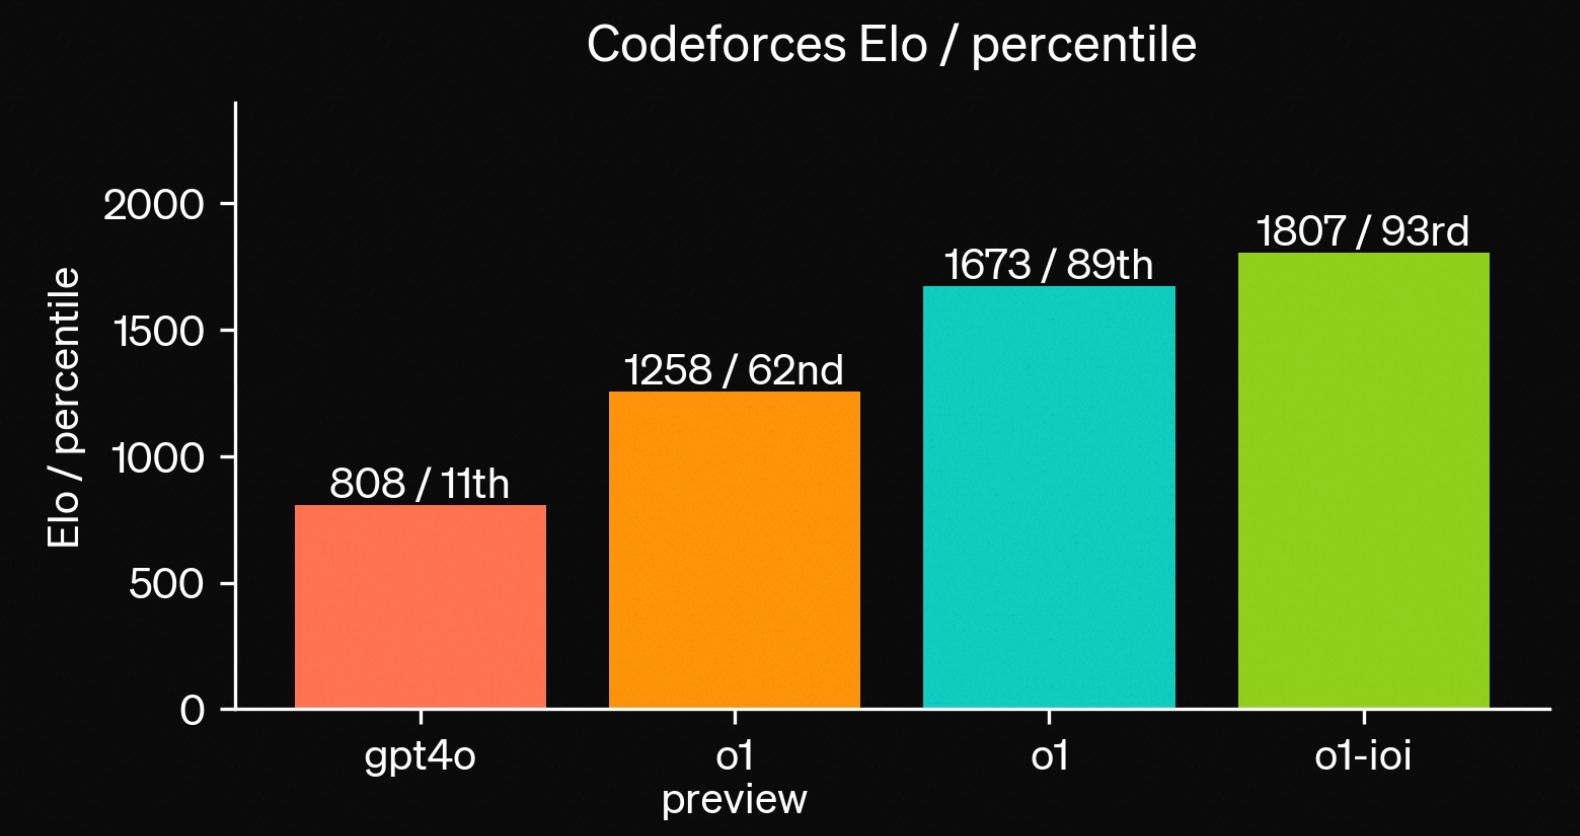 Codeforces Elo / percentile
Elo / percentile
2000
1500
1000
500
0
808 / 11th
1258 / 62nd
1673 / 89th
1807 / 93rd
gpt4o
o1
preview
o1
o1-ioi